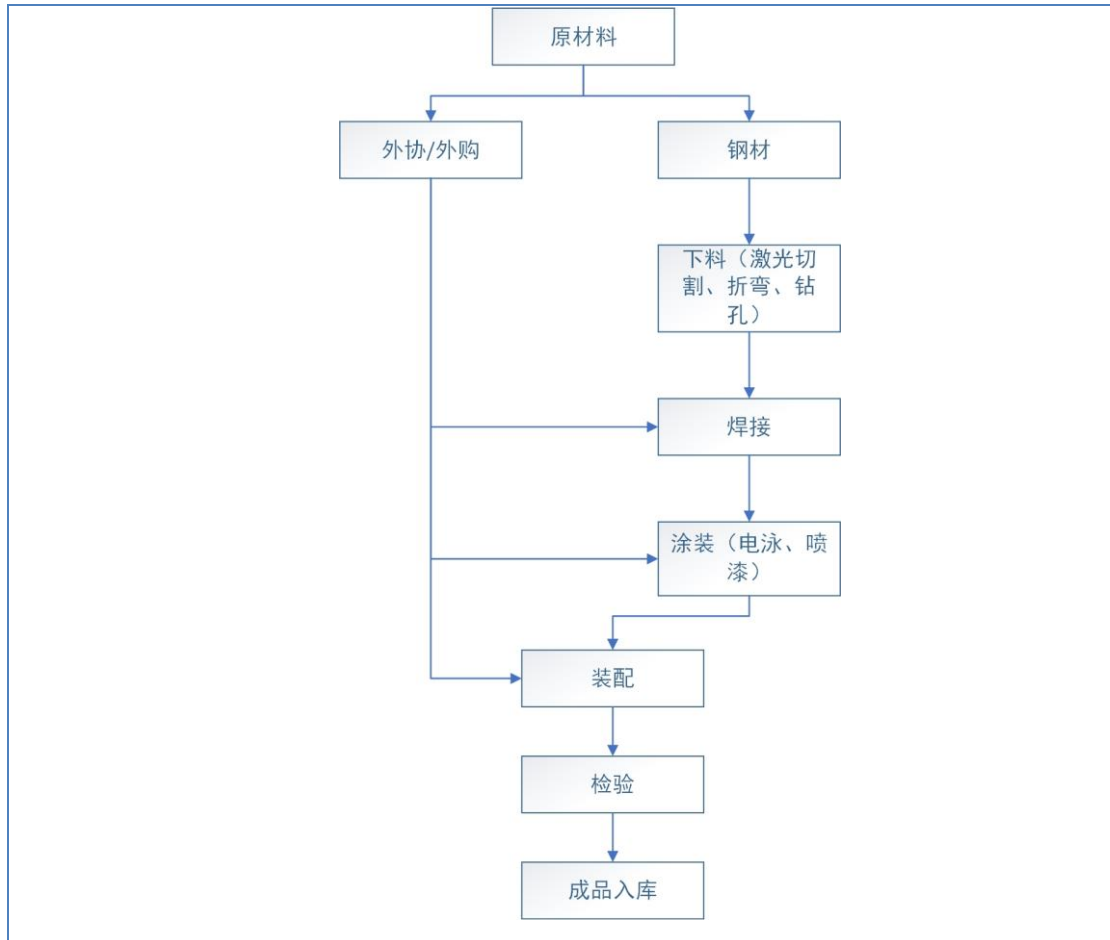 原材料
外协/外购
钢材
下料（激光切
割、折弯、钻
孔）
焊接
涂装（电泳、喷
漆）
装配
检验
成品入库